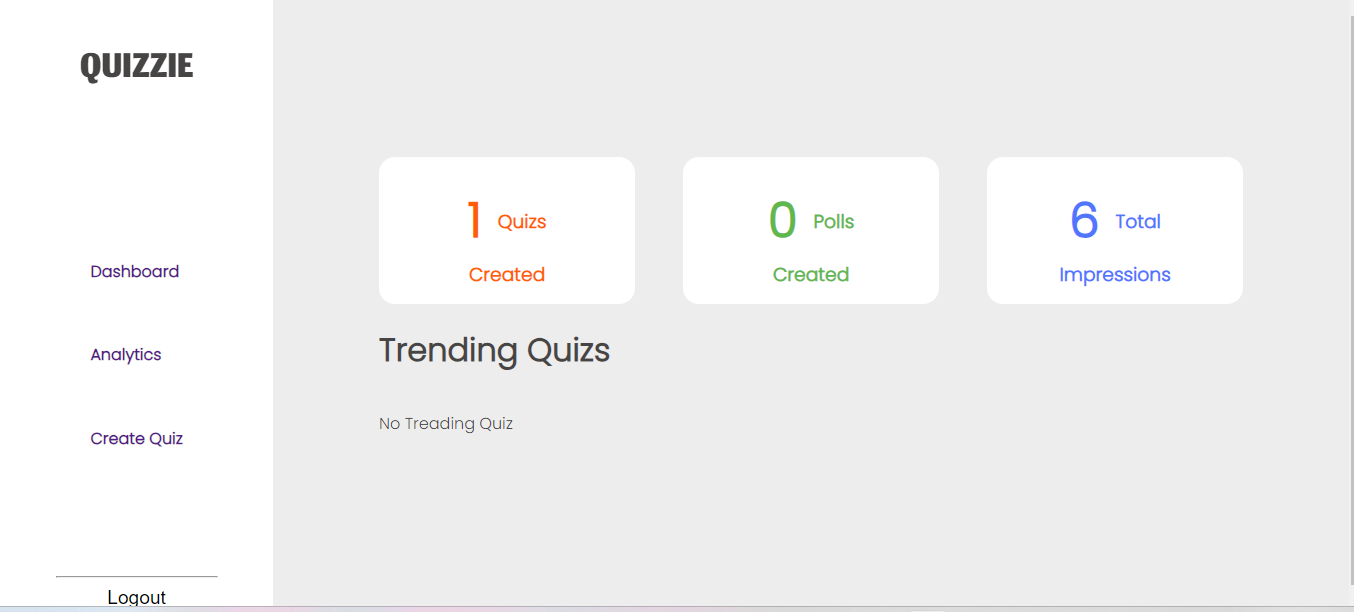 QUIZZIE
Dashboard
Analytics
Create Quiz
Logout
1 Quizs
Created
0 Polls
Created
6 Total
Impressions
Trending Quizs
No Treading Quiz